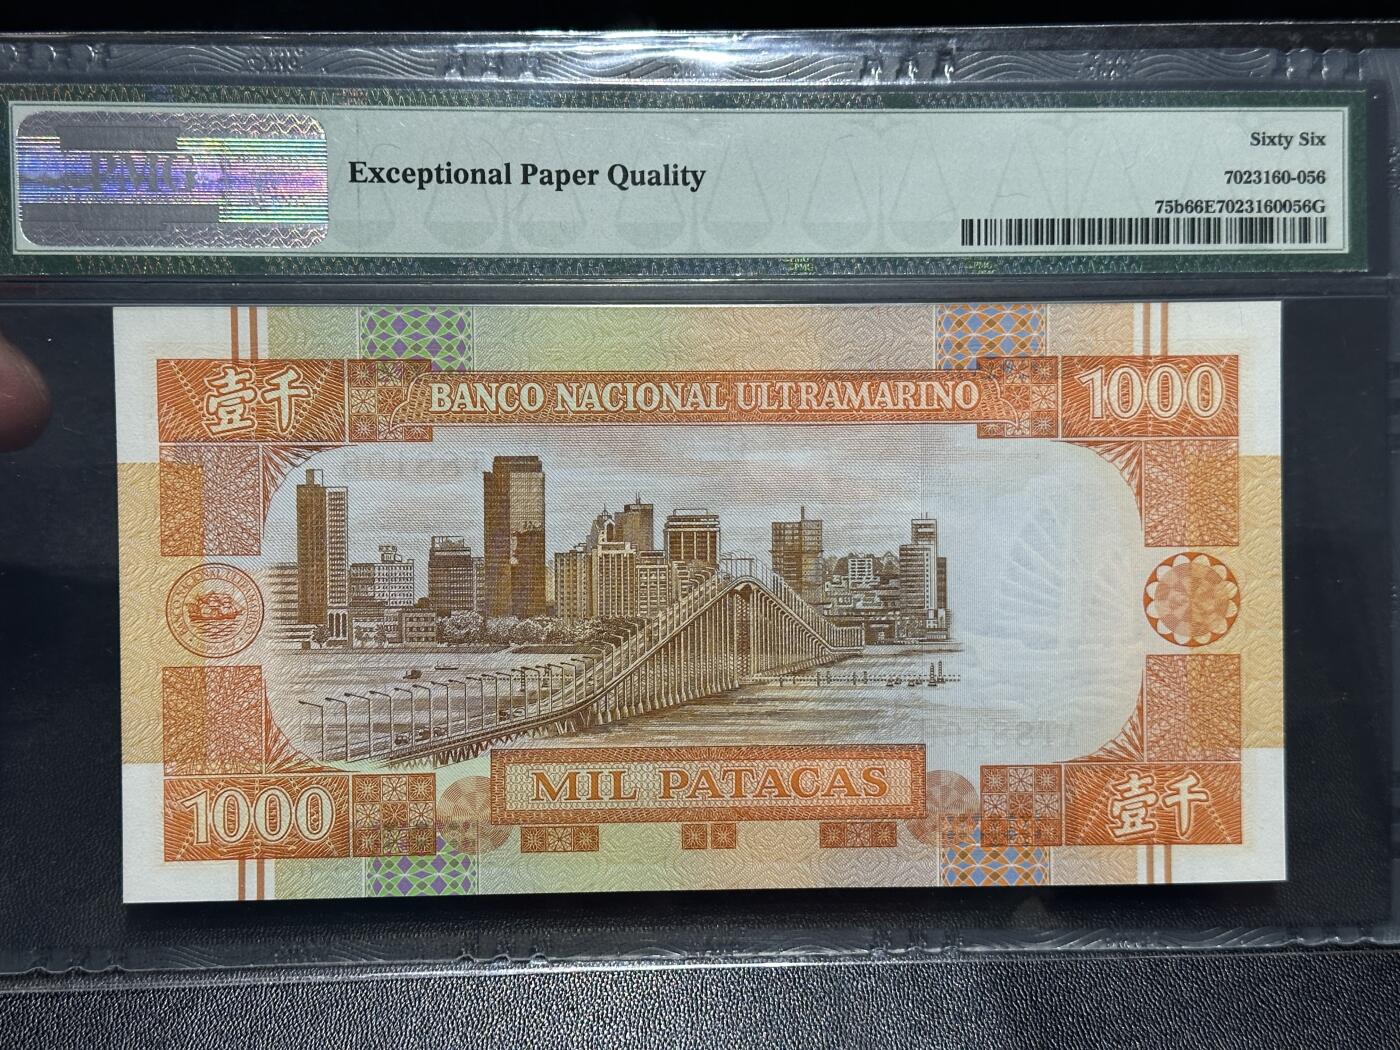 PMG
Exceptional Paper Quality
Sixty Six
7023160-056
75b66E7023160056G
壹千
BANCO NACIONAL ULTRAMARINO
1000
1000
MIL PATACAS
壹千